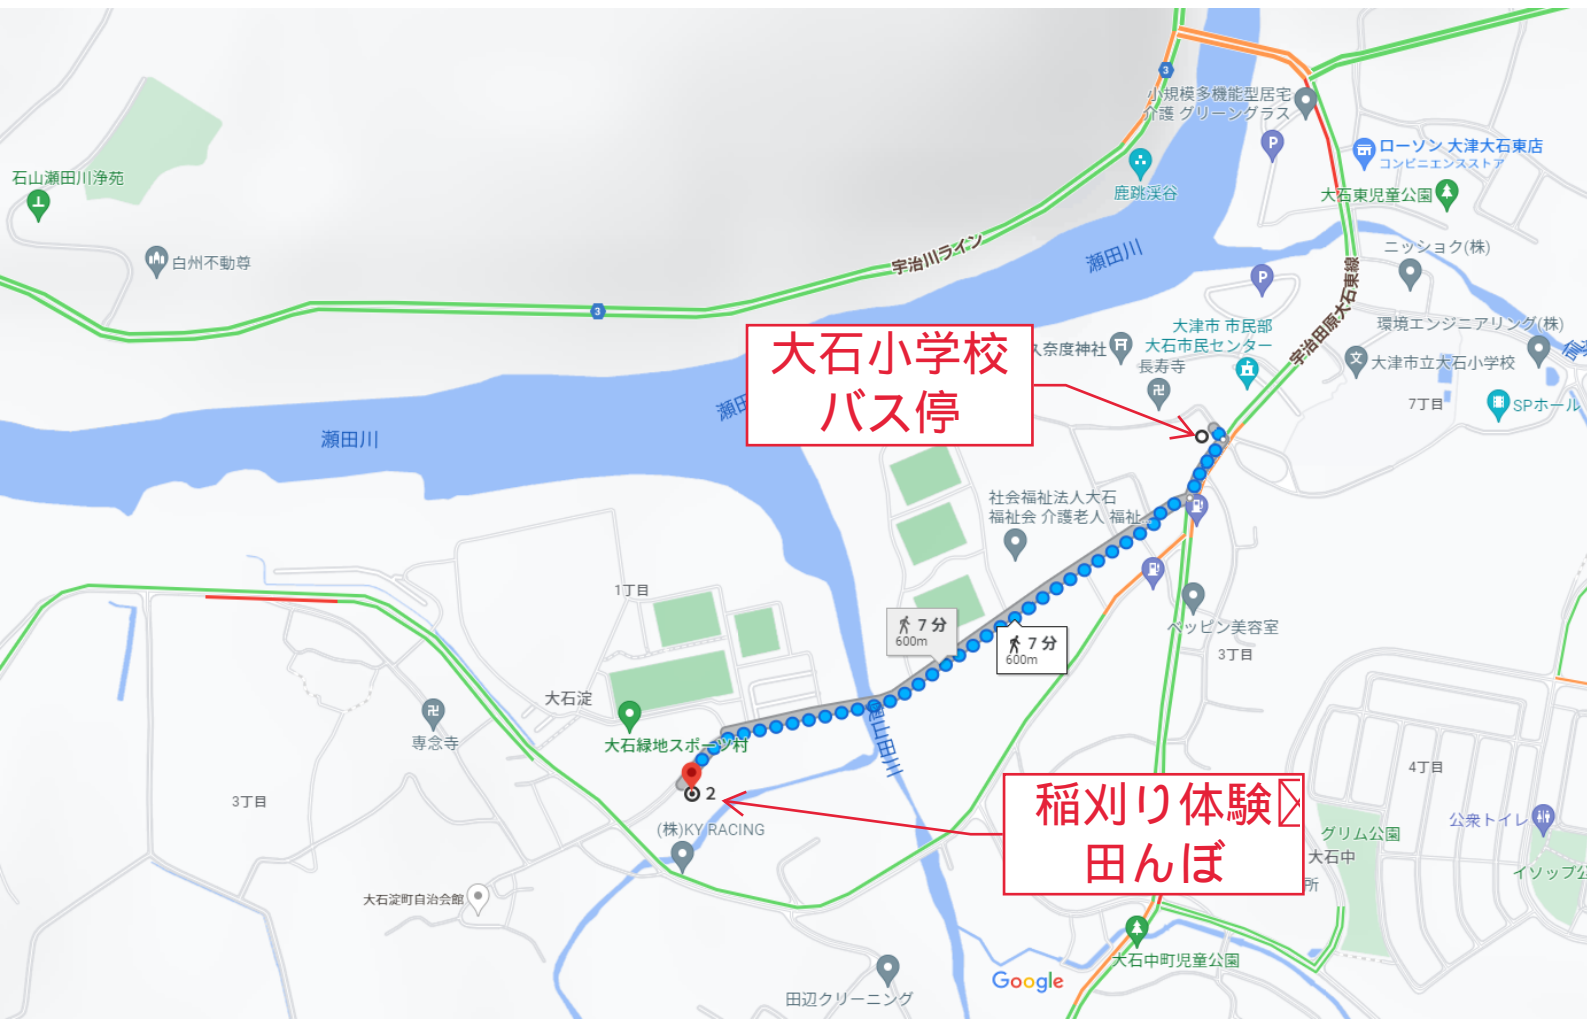 3
小規模多機能型居宅
介護 グリーングラス
P
ローソン 大津大石東店
コンビニエンスストア
石山瀬田川浄苑
鹿跳渓谷
大石東児童公園
白州不動尊
宇治川ライン
瀬田川
ニッショク(株)
P
3
宇治田原大石東線
大津市 市民部
大石市民センター
環境エンジニアリング(株)
大石小学校
バス停
久奈度神社
長寿寺
文
大津市立大石小学校
瀬田
7丁目
SPホール
瀬田川
社会福祉法人大石
福祉会 介護老人 福祉...
1丁目
7 分
600m
7 分
600m
ペッピン美容室
3丁目
大石淀
専念寺
大石緑地スポーツ村
4丁目
2
稲刈り体験
田んぼ
3丁目
(株)KY RACING
グリム公園
公衆トイレ
大石中
所
イソップ公
大石淀町自治会館
大石中町児童公園
Google
田辺クリーニング